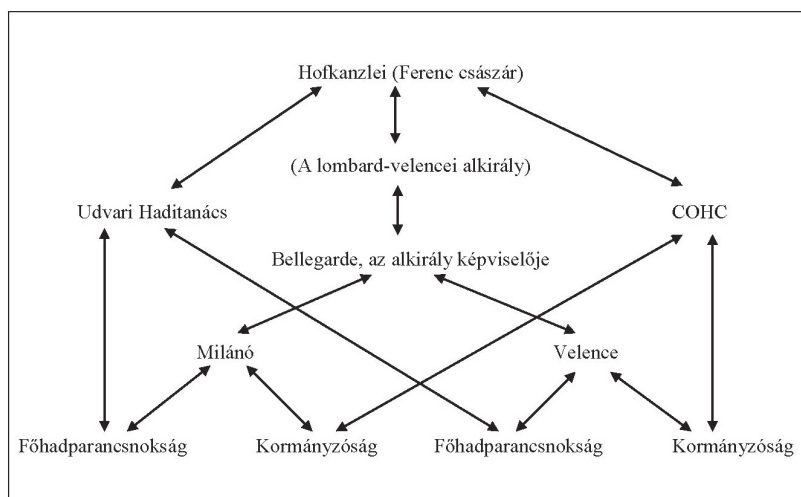 Hofkanzlei (Ferenc császár)
(A lombard-velencei alkirály)
Udvari Haditanács
COHC
Bellegarde, az alkirály képviselője
Milánó
Velence
Főhadparancsnokság
Kormányzóság
Főhadparancsnokság
Kormányzóság